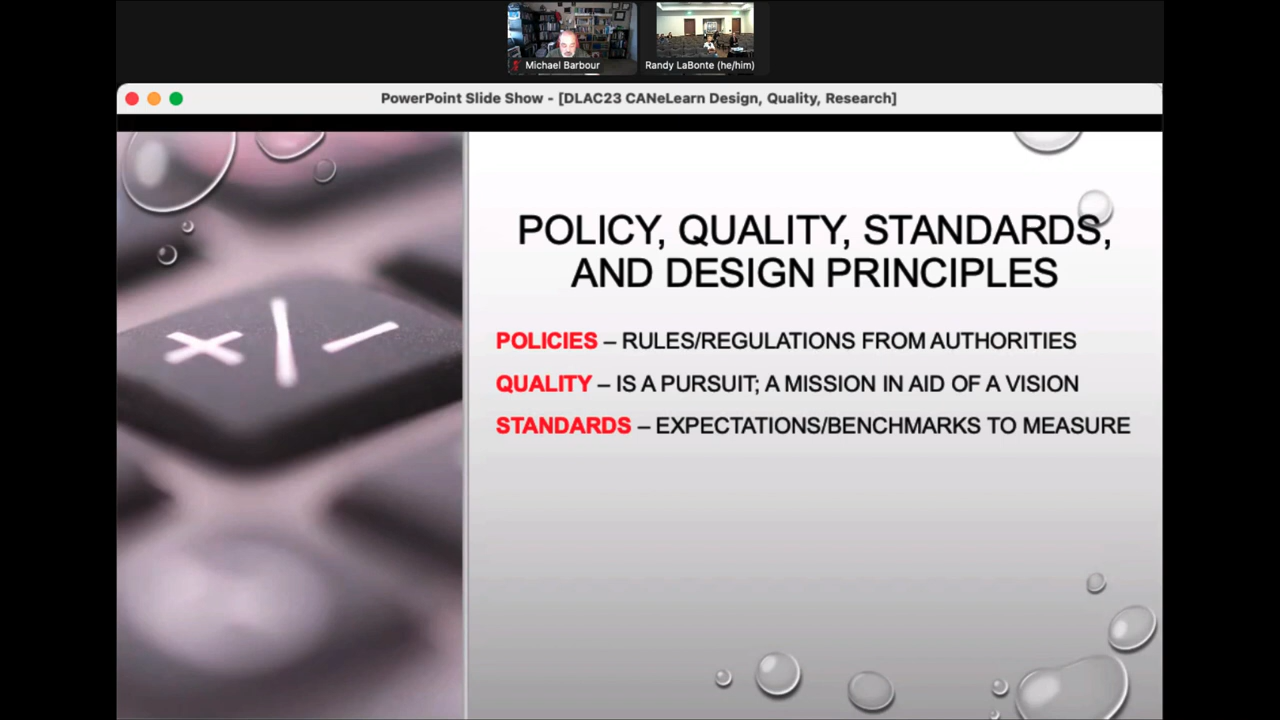 Michael Barbour
Randy LaBonte (he/him)
PowerPoint Slide Show - [DLAC23 CANeLearn Design, Quality, Research]
POLICY, QUALITY, STANDARDS,
AND DESIGN PRINCIPLES
POLICIES – RULES/REGULATIONS FROM AUTHORITIES
QUALITY – IS A PURSUIT; A MISSION IN AID OF A VISION
STANDARDS – EXPECTATIONS/BENCHMARKS TO MEASURE
×/−